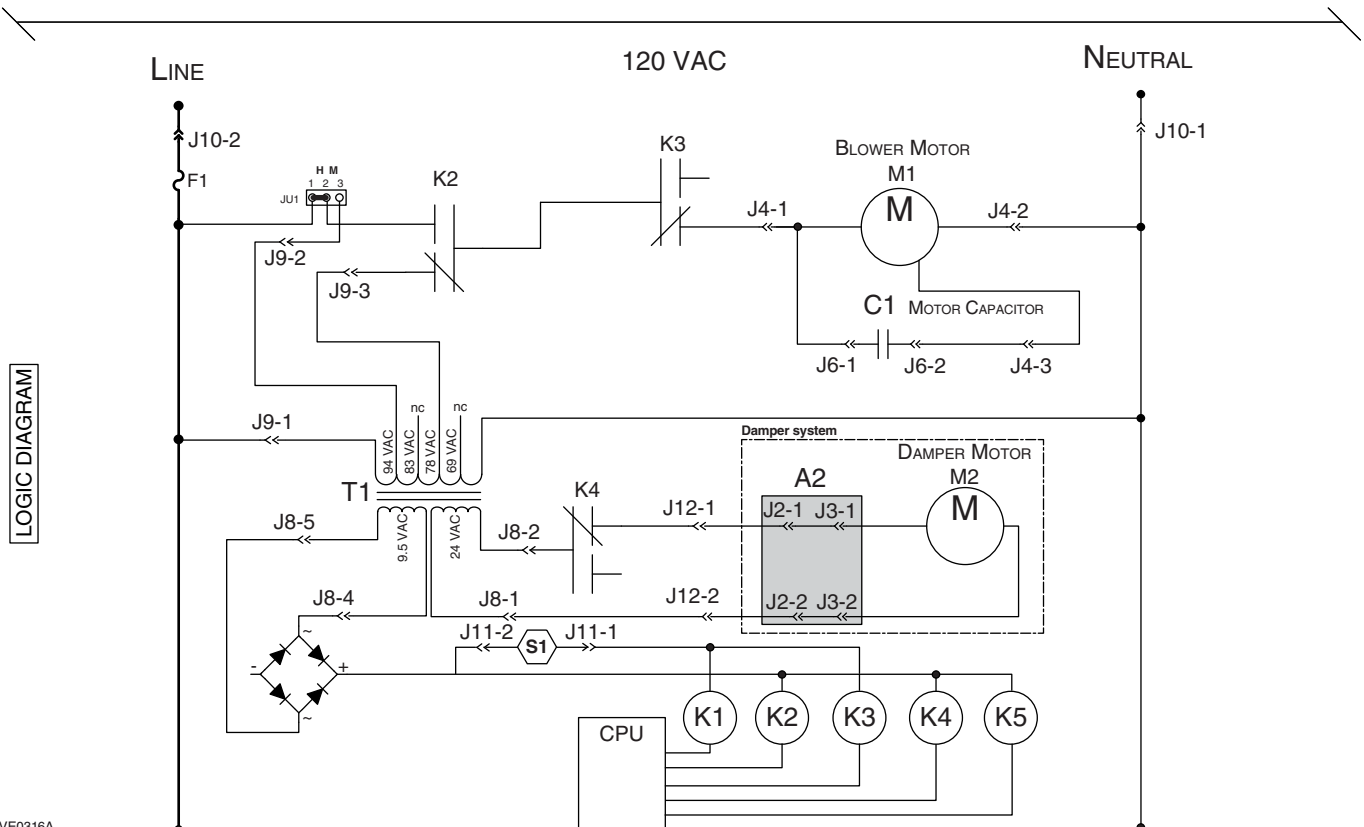 LINE
120 VAC
NEUTRAL
J10-2
J10-1
F1
H M
1 2 3
JU1
K2
K3
BLOWER MOTOR
M1
M
J4-1
J4-2
J9-2
J9-3
C1 MOTOR CAPACITOR
J6-1
J6-2
J4-3
LOGIC DIAGRAM
J9-1
nc
nc
94 VAC
83 VAC
78 VAC
69 VAC
T1
9.5 VAC
24 VAC
Damper system
DAMPER MOTOR
A2
M2
M
K4
J8-5
J8-2
J12-1
J2-1
J3-1
J8-4
J8-1
J12-2
J2-2
J3-2
J11-2
S1
J11-1
~
-
+
~
K1
K2
K3
K4
K5
CPU
VE0316A